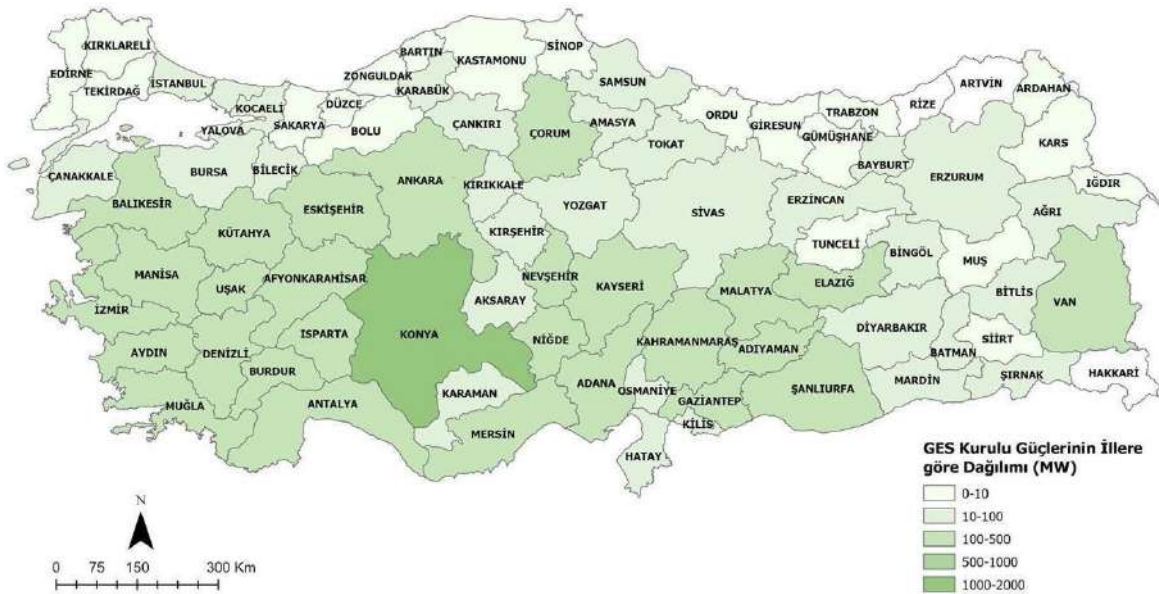 KIRKLARELİ
EDİRNE
TEKİRDAĞ
İSTANBUL
KOCAELİ
YALOVA
SAKARYA
DÜZCE
ZONGULDAK
BARTIN
KARABÜK
KASTAMONU
SİNOP
SAMSUN
BOLU
ÇANKIRI
ÇORUM
AMASYA
TOKAT
ORDU
GİRESUN
TRABZON
GÜMÜŞHANE
RİZE
ARTVİN
ARDAHAN
BAYBURT
KARS
ERZURUM
IĞDIR
AĞRI
ÇANAKKALE
BURSA
BİLECİK
BALIKESİR
KÜTAHYA
ESKİŞEHİR
ANKARA
KIRIKKALE
KIRŞEHİR
YOZGAT
SİVAS
ERZİNCAN
TUNCELİ
BİNGÖL
MUŞ
BİTLİS
VAN
MANİSA
UŞAK
AFYONKARAHİSAR
İZMİR
AYDIN
DENİZLİ
ISPARTA
BURDUR
MUĞLA
ANTALYA
KONYA
AKSARAY
NEVŞEHİR
NİĞDE
KAYSERİ
KARAMAN
MERSİN
ADANA
OSMANİYE
HATAY
KAHRAMANMARAŞ
GAZİANTEP
KİLİS
MALATYA
ADIYAMAN
ELAZIĞ
DİYARBAKIR
ŞANLIURFA
MARDİN
BATMAN
SİİRT
ŞIRNAK
HAKKARİ
GES Kurulu Güçlerinin İllere
göre Dağılımı (MW)
0-10
10-100
100-500
500-1000
1000-2000
N
0 75 150 300 Km